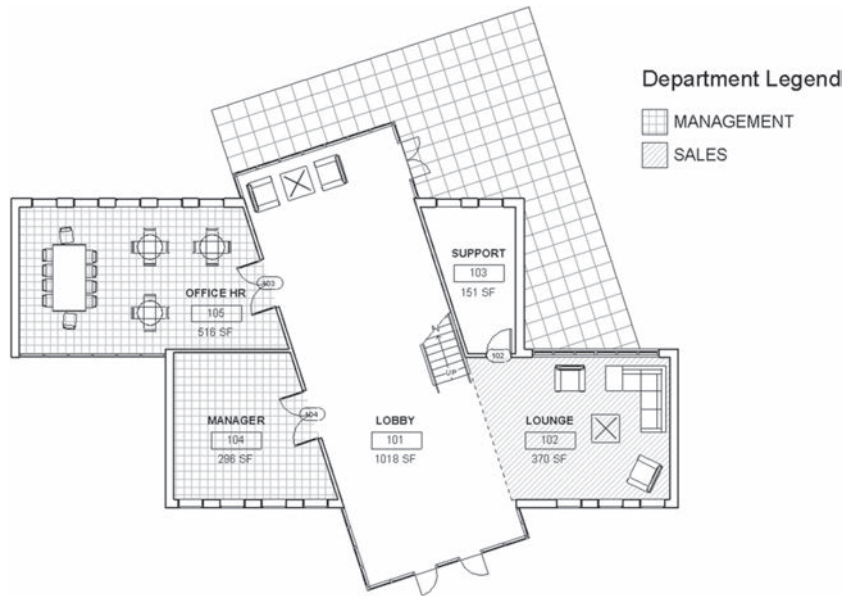 Department Legend
MANAGEMENT
SALES
SUPPORT
103
151 SF
103
OFFICE HR
105
516 SF
UP
102
MANAGER
104
296 SF
104
LOBBY
101
1018 SF
LOUNGE
102
370 SF